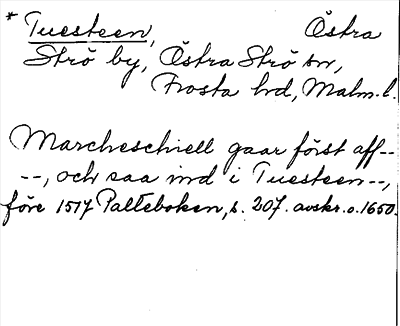 * Tuesteen, Östra
Strö by, Östra Strö sn,
Frosta hd, Malm. l.
Marcheschiell gaar först aff--
--, och saa ind i Tuesteen--,
före 1517 Palteboken, s. 207. avskr. o. 1650.